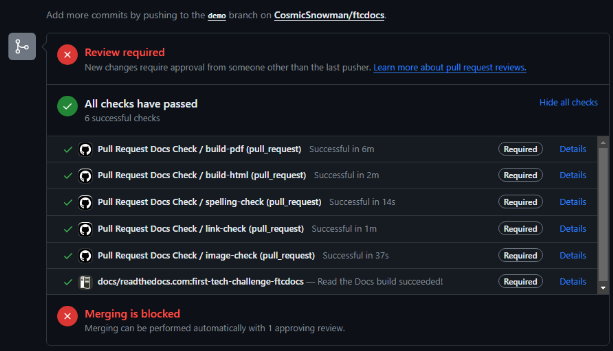 Add more commits by pushing to the demo branch on CosmicSnowman/ftcdocs.
Review required
New changes require approval from someone other than the last pusher. Learn more about pull request reviews.
All checks have passed
Hide all checks
6 successful checks
Pull Request Docs Check / build-pdf (pull_request) Successful in 6m Required Details
Pull Request Docs Check / build-html (pull_request) Successful in 2m Required Details
Pull Request Docs Check / spelling-check (pull_request) Successful in 14s Required Details
Pull Request Docs Check / link-check (pull_request) Successful in 1m Required Details
Pull Request Docs Check / image-check (pull_request) Successful in 37s Required Details
docs/readthedocs.com:first-tech-challenge-ftcdocs — Read the Docs build succeeded! Required Details
Merging is blocked
Merging can be performed automatically with 1 approving review.